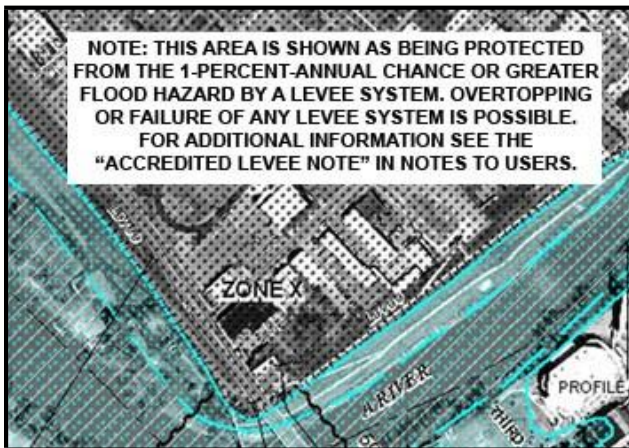 NOTE: THIS AREA IS SHOWN AS BEING PROTECTED
FROM THE 1-PERCENT-ANNUAL CHANCE OR GREATER
FLOOD HAZARD BY A LEVEE SYSTEM. OVERTOPPING
OR FAILURE OF ANY LEVEE SYSTEM IS POSSIBLE.
FOR ADDITIONAL INFORMATION SEE THE
“ACCREDITED LEVEE NOTE” IN NOTES TO USERS.
ZONE X
A RIVER
PROFILE
THIRD